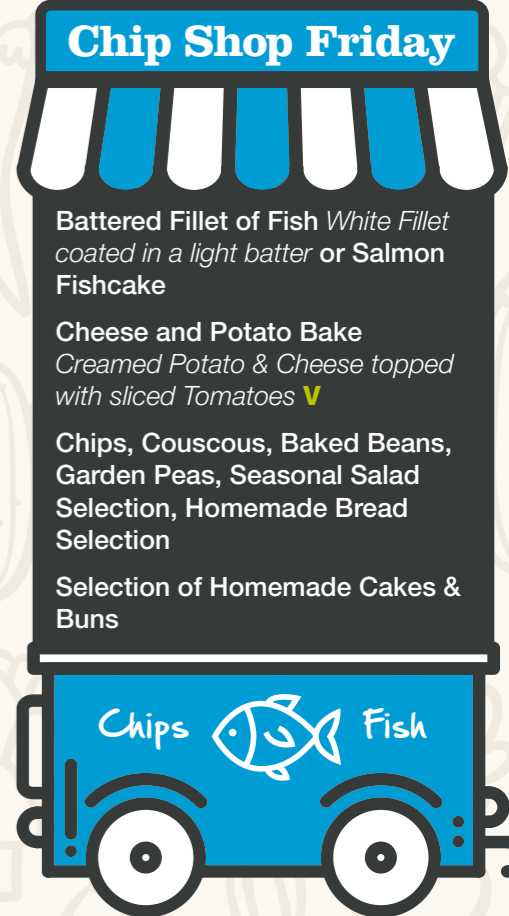 Chip Shop Friday
Battered Fillet of Fish White Fillet
coated in a light batter or Salmon
Fishcake
Cheese and Potato Bake
Creamed Potato & Cheese topped
with sliced Tomatoes V
Chips, Couscous, Baked Beans,
Garden Peas, Seasonal Salad
Selection, Homemade Bread
Selection
Selection of Homemade Cakes &
Buns
Chips Fish